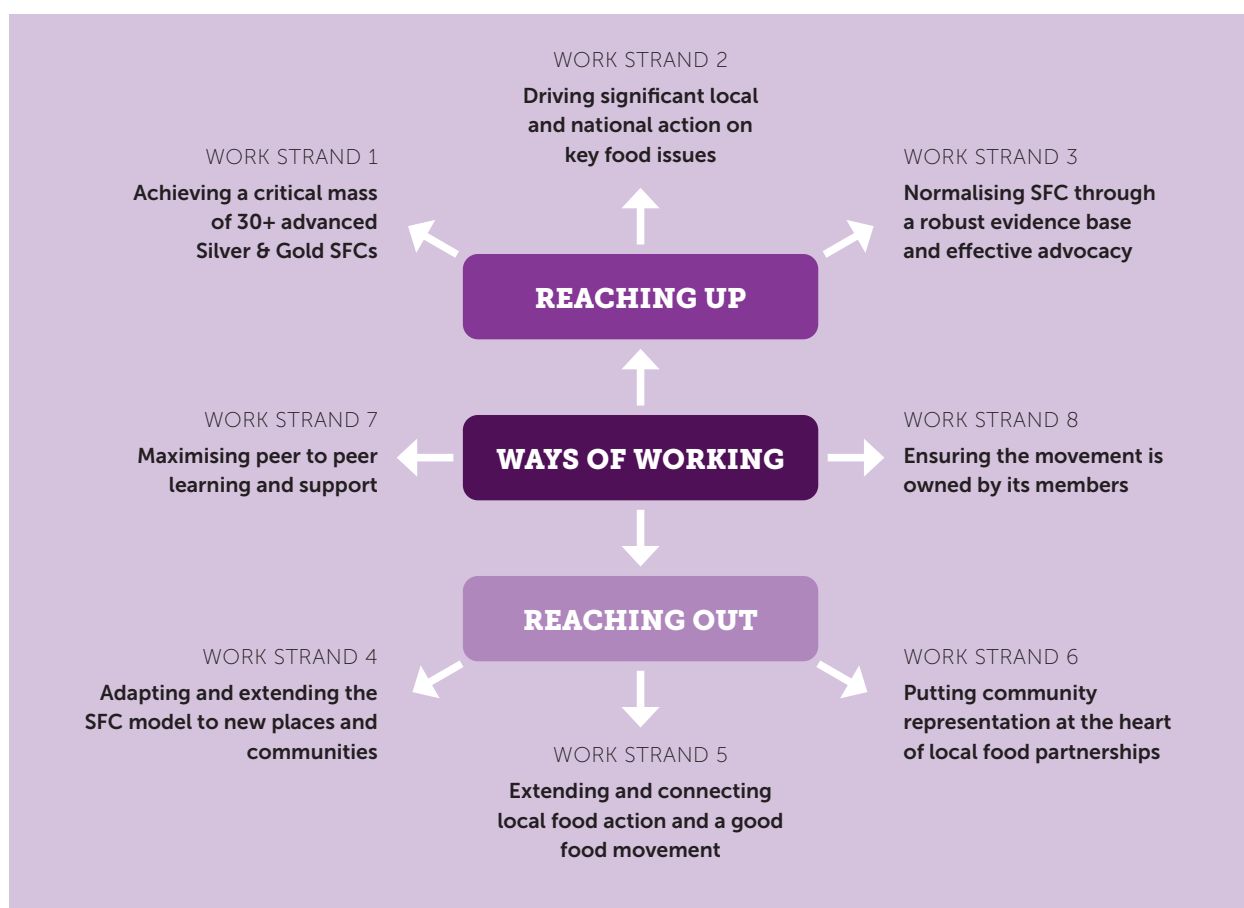 WORK STRAND 2
Driving significant local
and national action on
key food issues
WORK STRAND 1
Achieving a critical mass
of 30+ advanced
Silver & Gold SFCs
WORK STRAND 3
Normalising SFC through
a robust evidence base
and effective advocacy
REACHING UP
WORK STRAND 7
Maximising peer to peer
learning and support
WAYS OF WORKING
WORK STRAND 8
Ensuring the movement is
owned by its members
REACHING OUT
WORK STRAND 4
Adapting and extending the
SFC model to new places and
communities
WORK STRAND 5
Extending and connecting
local food action and a good
food movement
WORK STRAND 6
Putting community
representation at the heart
of local food partnerships